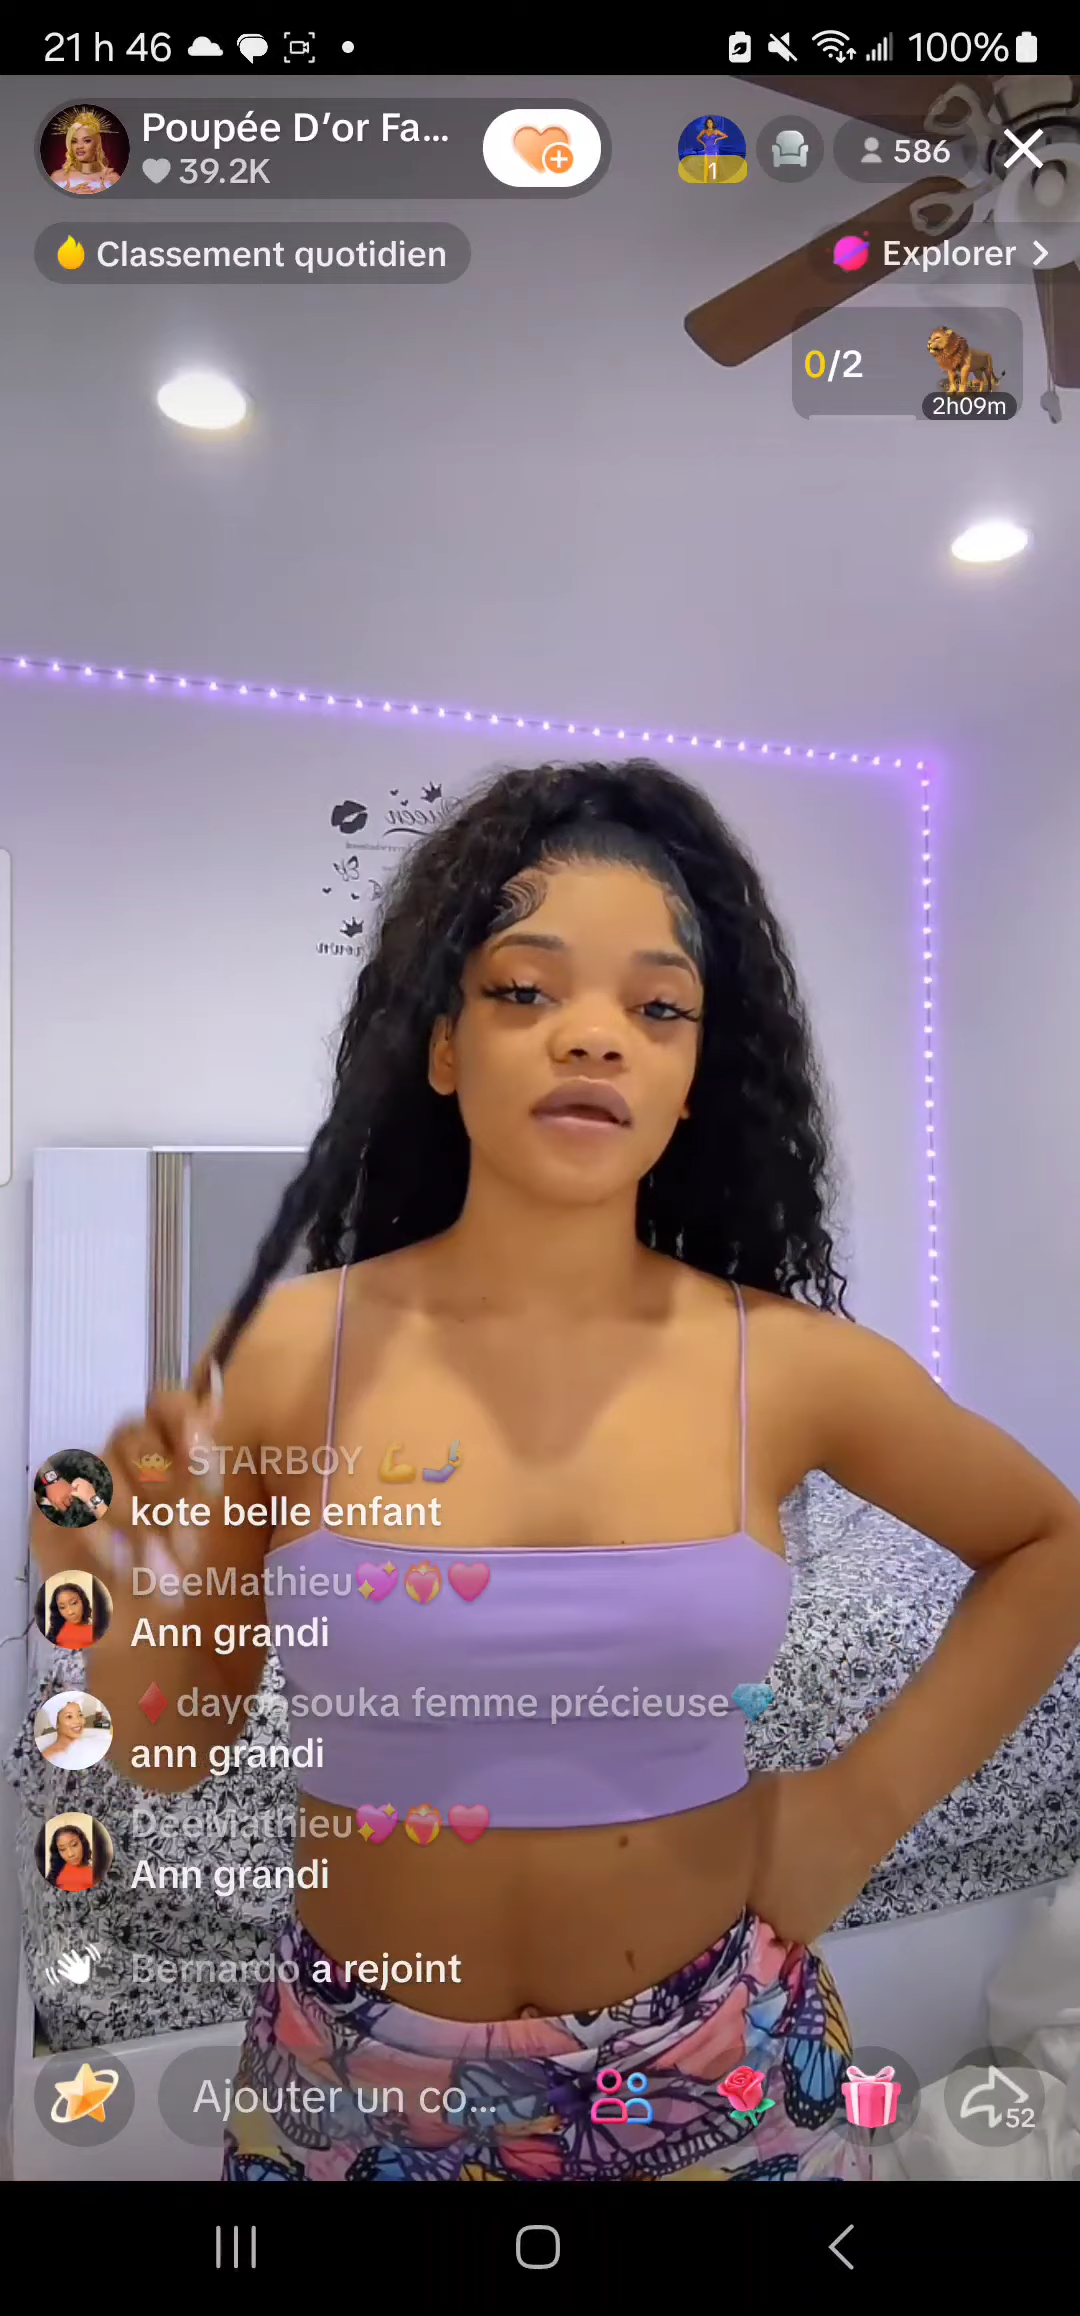 21 h 46
100%
Poupée D’or Fa...
39.2K
1
586
Classement quotidien
Explorer
0/2
2h09m
STARBOY
kote belle enfant
DeeMathieu
Ann grandi
dayonsouka femme précieuse
ann grandi
DeeMathieu
Ann grandi
Bernardo a rejoint
Ajouter un co...
52